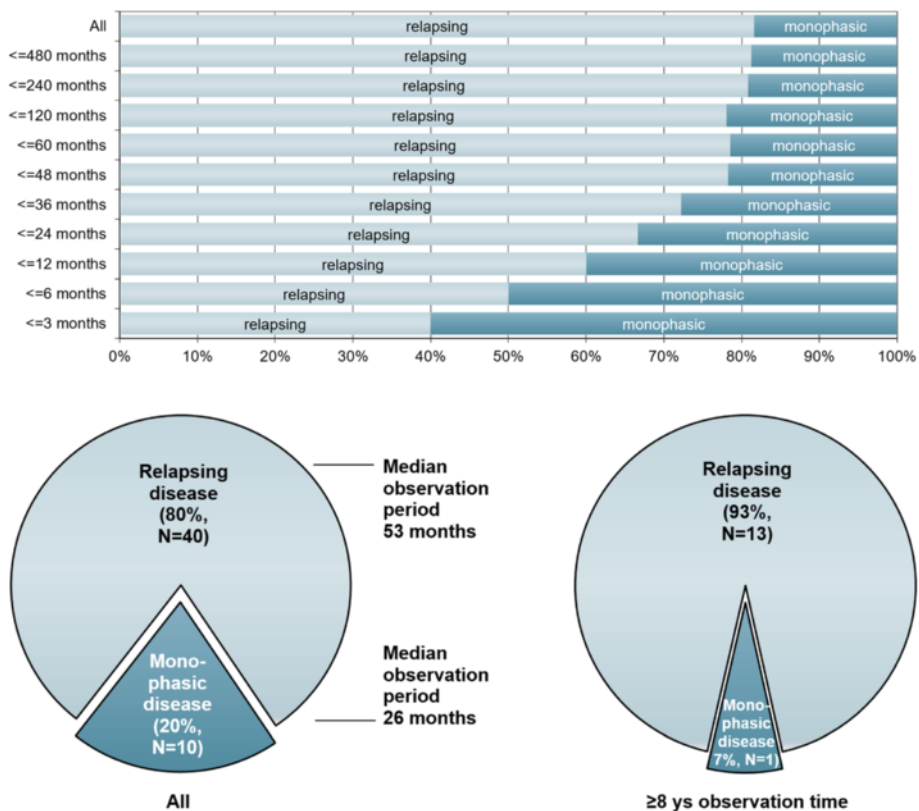 All relapsing monophasic
<=480 months relapsing monophasic
<=240 months relapsing monophasic
<=120 months relapsing monophasic
<=60 months relapsing monophasic
<=48 months relapsing monophasic
<=36 months relapsing monophasic
<=24 months relapsing monophasic
<=12 months relapsing monophasic
<=6 months relapsing monophasic
<=3 months relapsing monophasic
0% 10% 20% 30% 40% 50% 60% 70% 80% 90% 100%
Relapsing
disease
(80%,
N=40)
Median
observation
period
53 months
Mono-
phasic
disease
(20%,
N=10)
Median
observation
period
26 months
All
Relapsing
disease
(93%,
N=13)
Mono-
phasic
disease
7%, N=1)
≥8 ys observation time